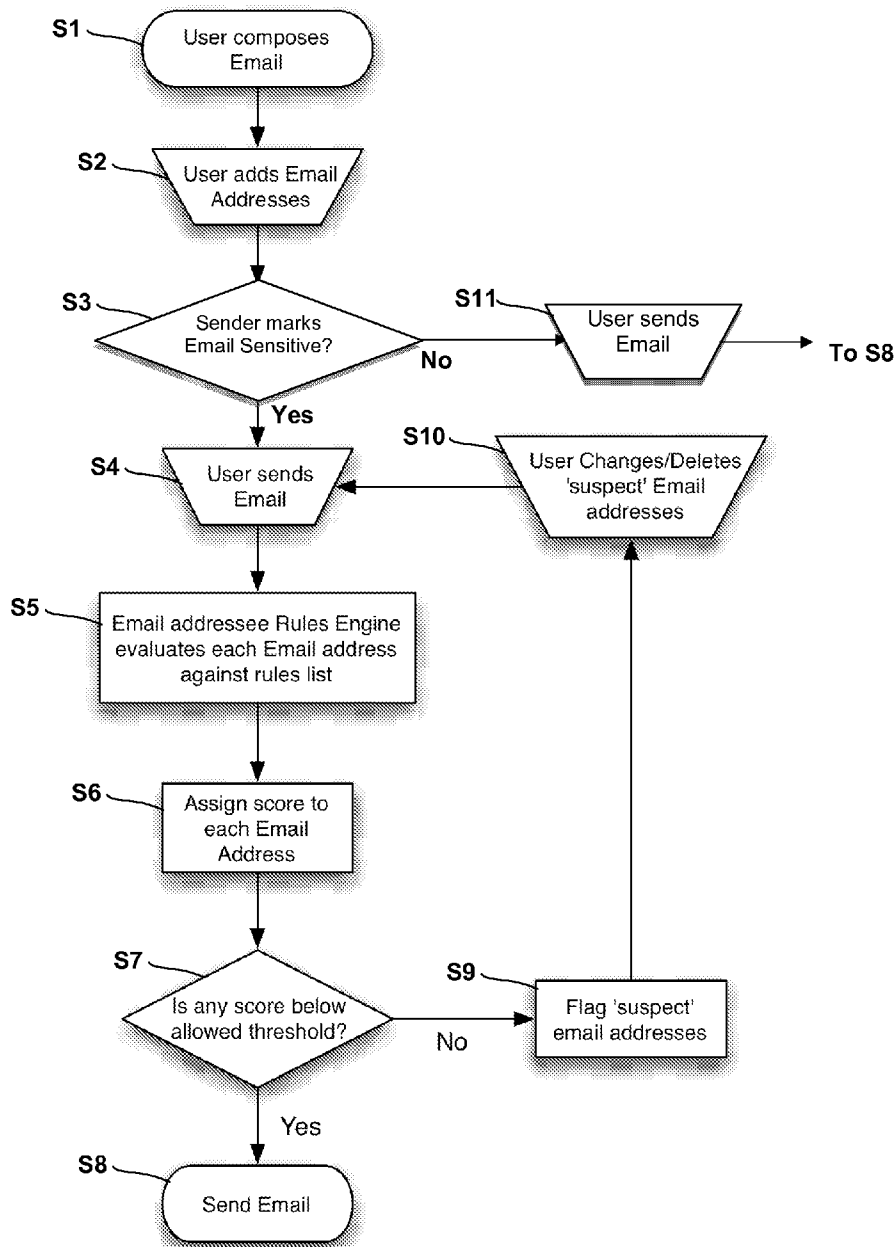 S1
User composes
Email
S2
User adds Email
Addresses
S3
Sender marks
Email Sensitive?
No
S11
User sends
Email
To S8
Yes
S4
User sends
Email
S10
User Changes/Deletes
'suspect' Email
addresses
S5
Email addressee Rules Engine
evaluates each Email address
against rules list
S6
Assign score to
each Email
Address
S7
Is any score below
allowed threshold?
No
S9
Flag 'suspect'
email addresses
Yes
S8
Send Email